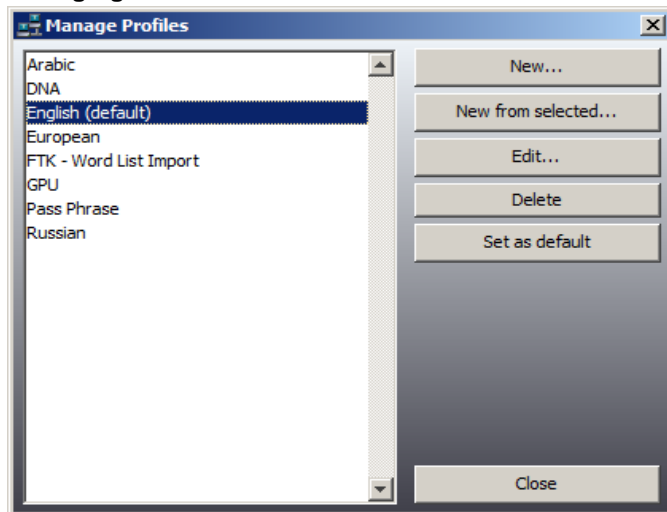 Manage Profiles
Arabic
DNA
English (default)
European
FTK - Word List Import
GPU
Pass Phrase
Russian
New...
New from selected...
Edit...
Delete
Set as default
Close